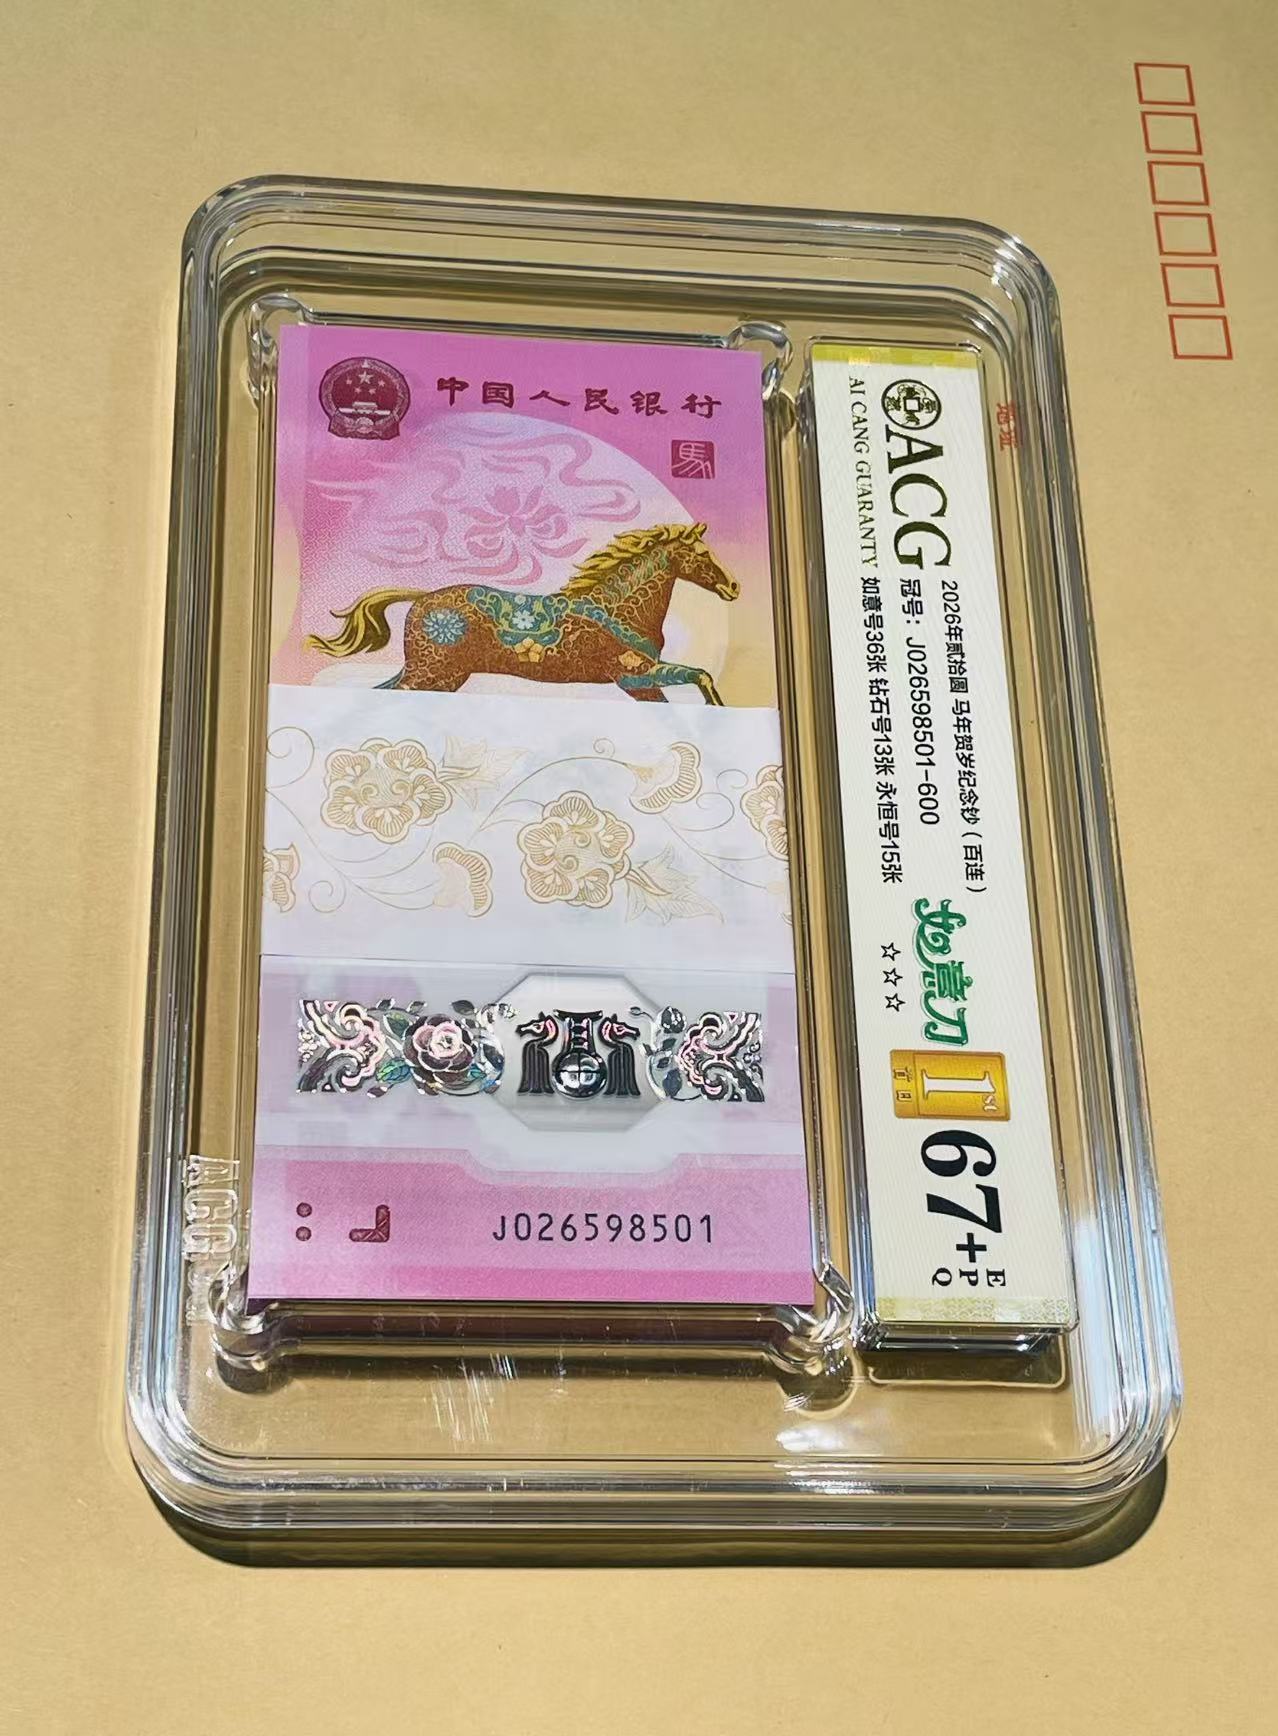 中国人民银行
馬
J026598501
ACG
AI CANG GUARANTY
2026年贰拾圆 马年贺岁纪念钞（百连）
冠号：J026598501-600
如意号36张 钻石号13张 永恒号15张
如意刀
☆☆☆
1st
首日
67+
EPQ
ACG